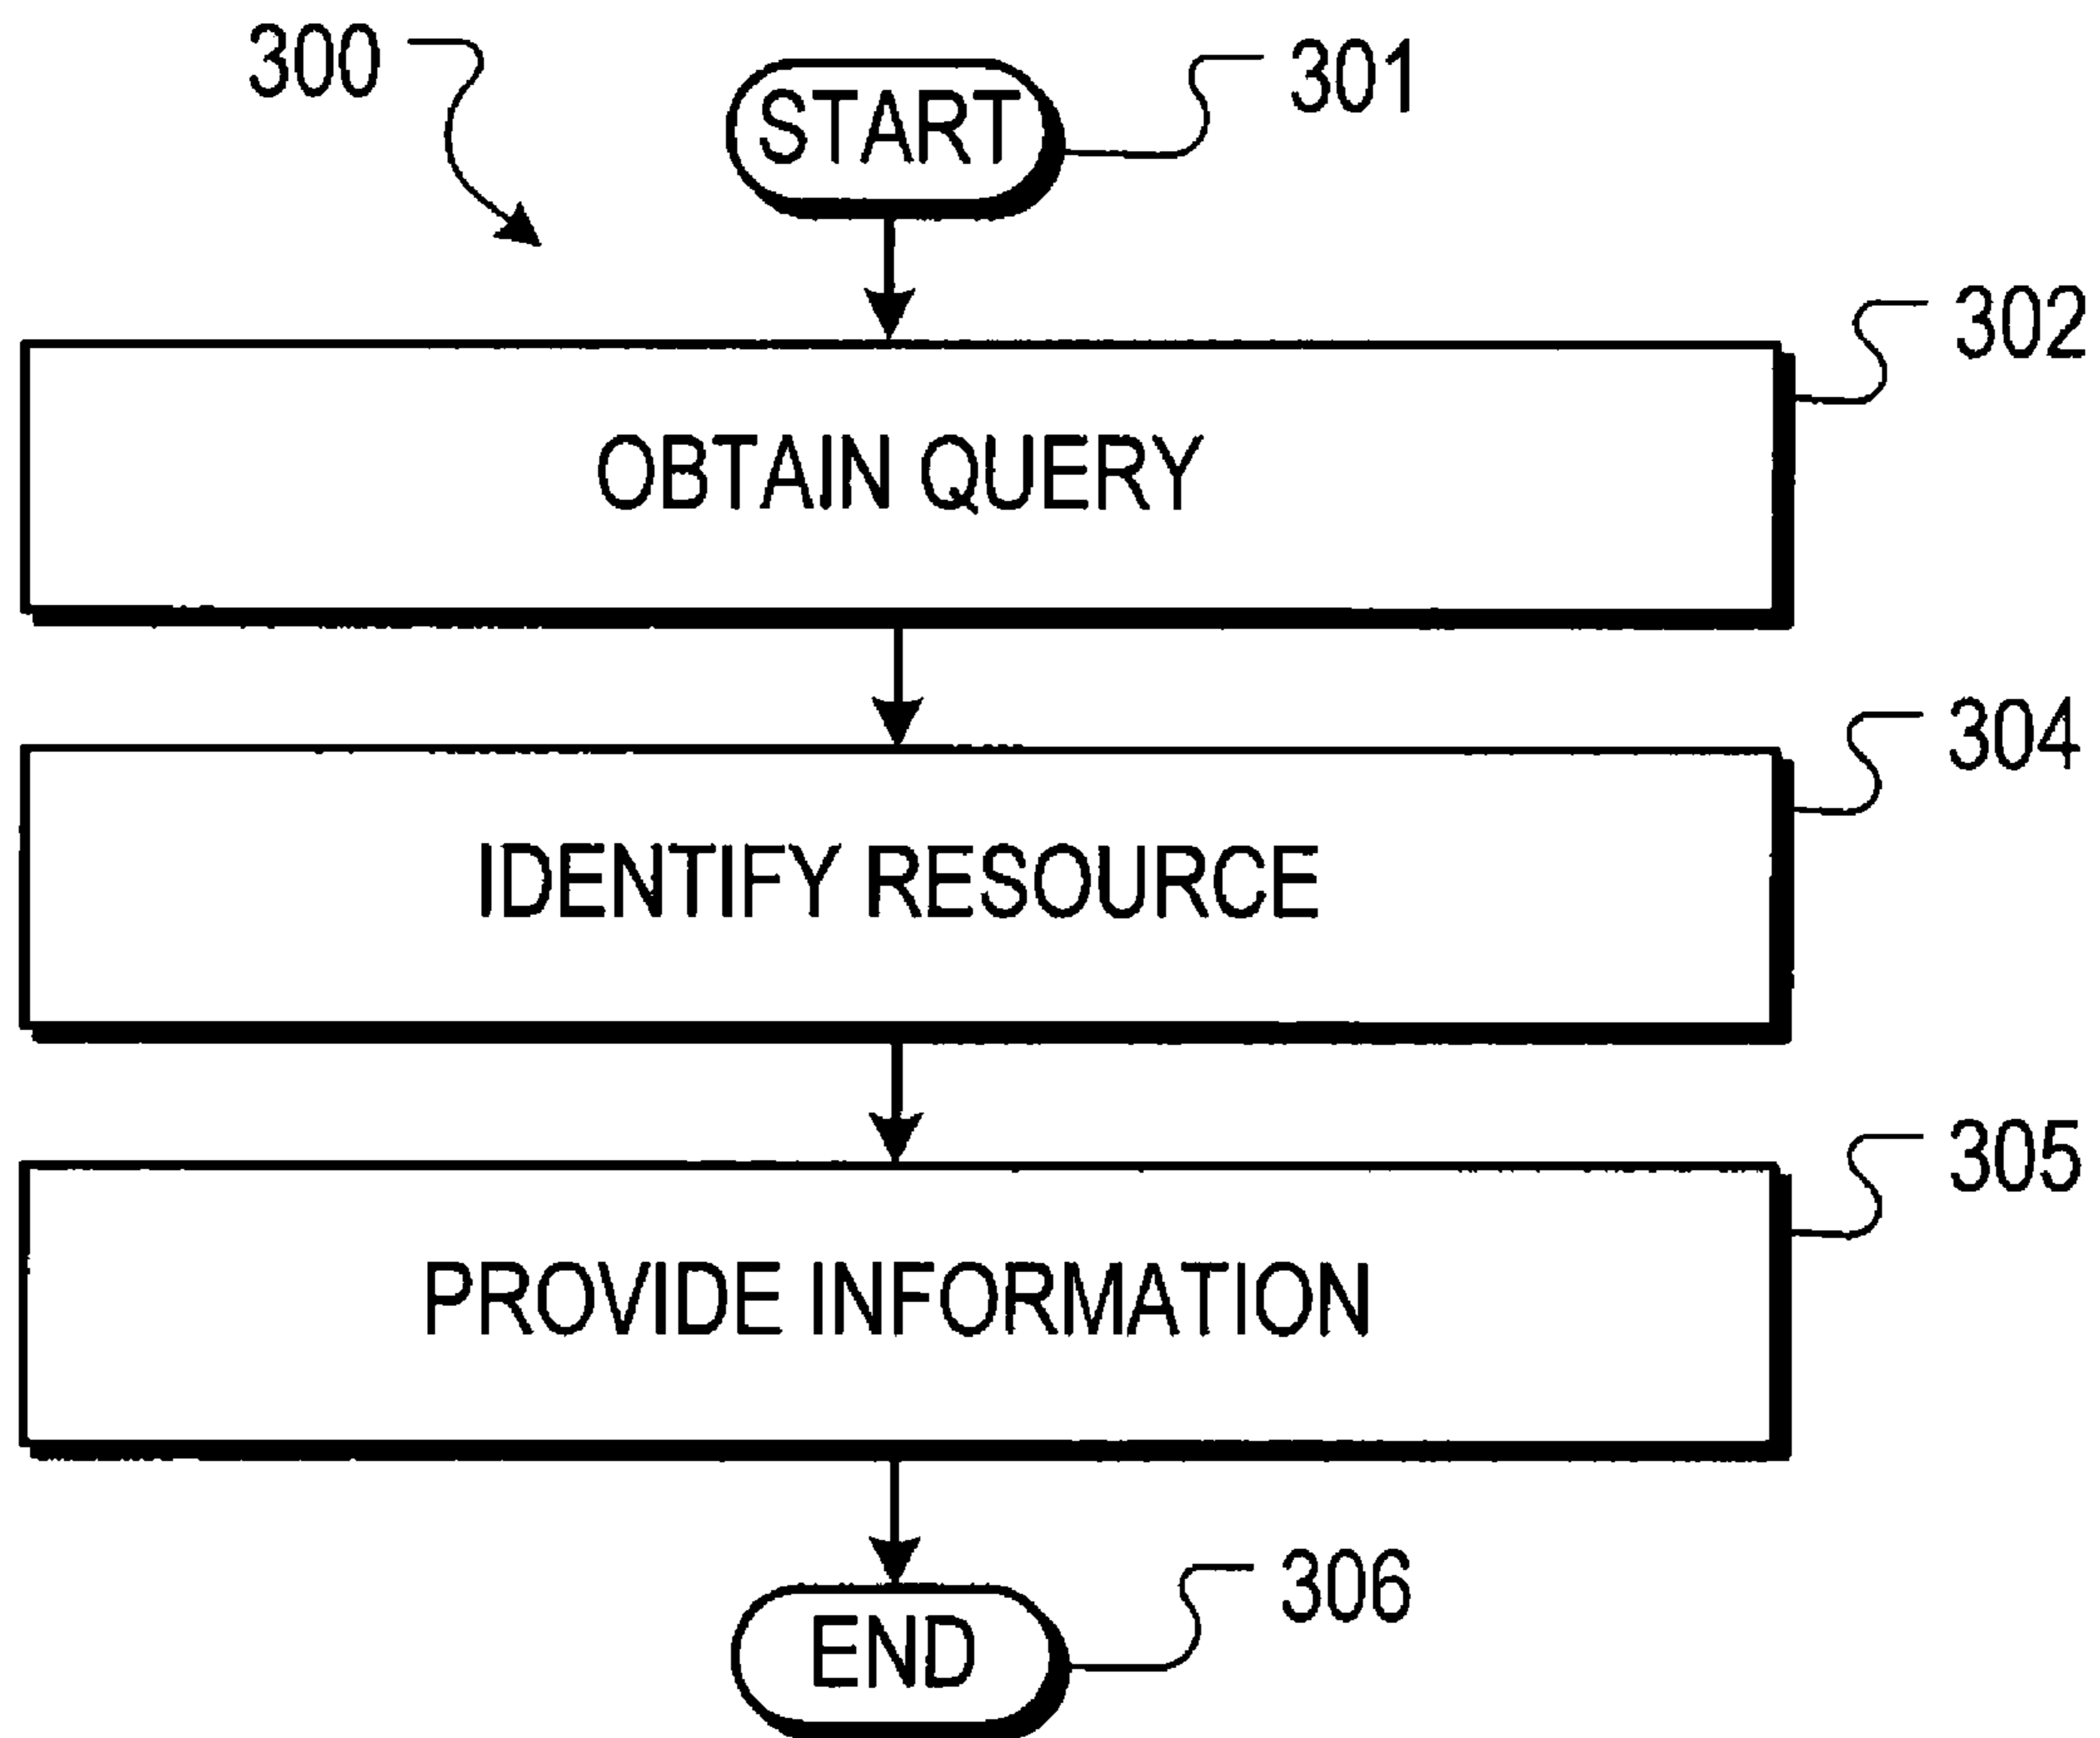 300
START
301
302
OBTAIN QUERY
304
IDENTIFY RESOURCE
305
PROVIDE INFORMATION
306
END